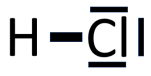 H — Cl